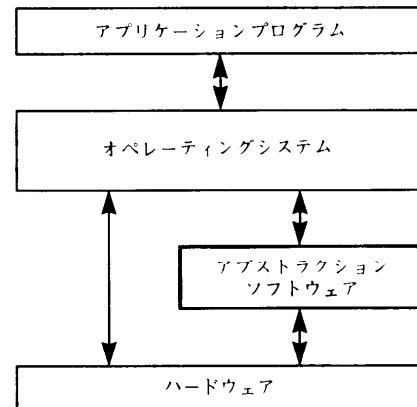 アプリケーションプログラム
オペレーティングシステム
アブストラクション
ソフトウェア
ハードウェア